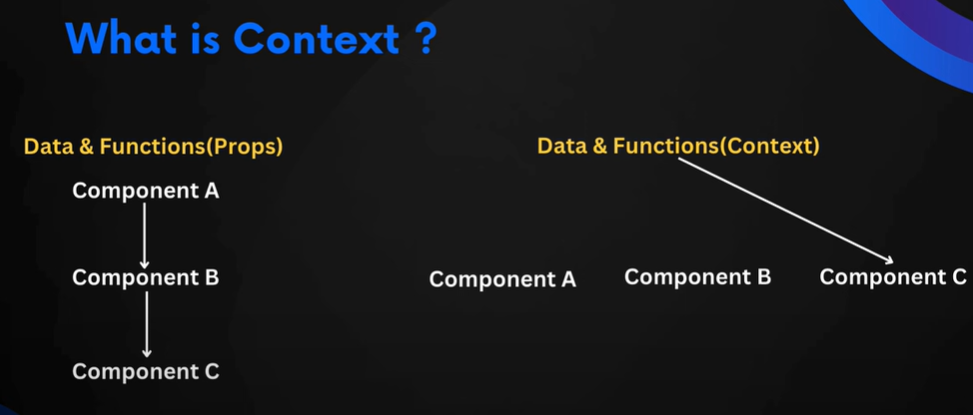 What is Context ?
Data & Functions(Props)
Component A
Component B
Component C
Data & Functions(Context)
Component A
Component B
Component C